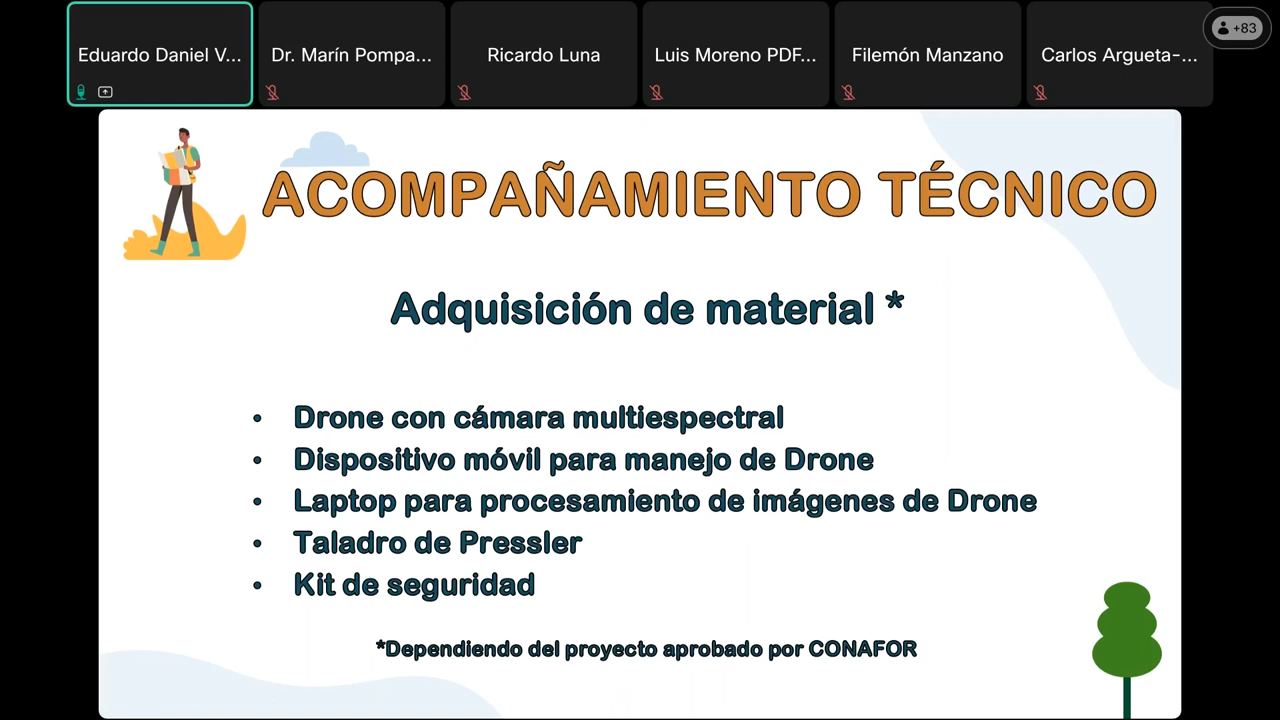 Eduardo Daniel V...
Dr. Marín Pompa...
Ricardo Luna
Luis Moreno PDF...
Filemón Manzano
Carlos Argueta-...
+83
ACOMPAÑAMIENTO TÉCNICO
Adquisición de material *
• Drone con cámara multiespectral
• Dispositivo móvil para manejo de Drone
• Laptop para procesamiento de imágenes de Drone
• Taladro de Pressler
• Kit de seguridad
*Dependiendo del proyecto aprobado por CONAFOR